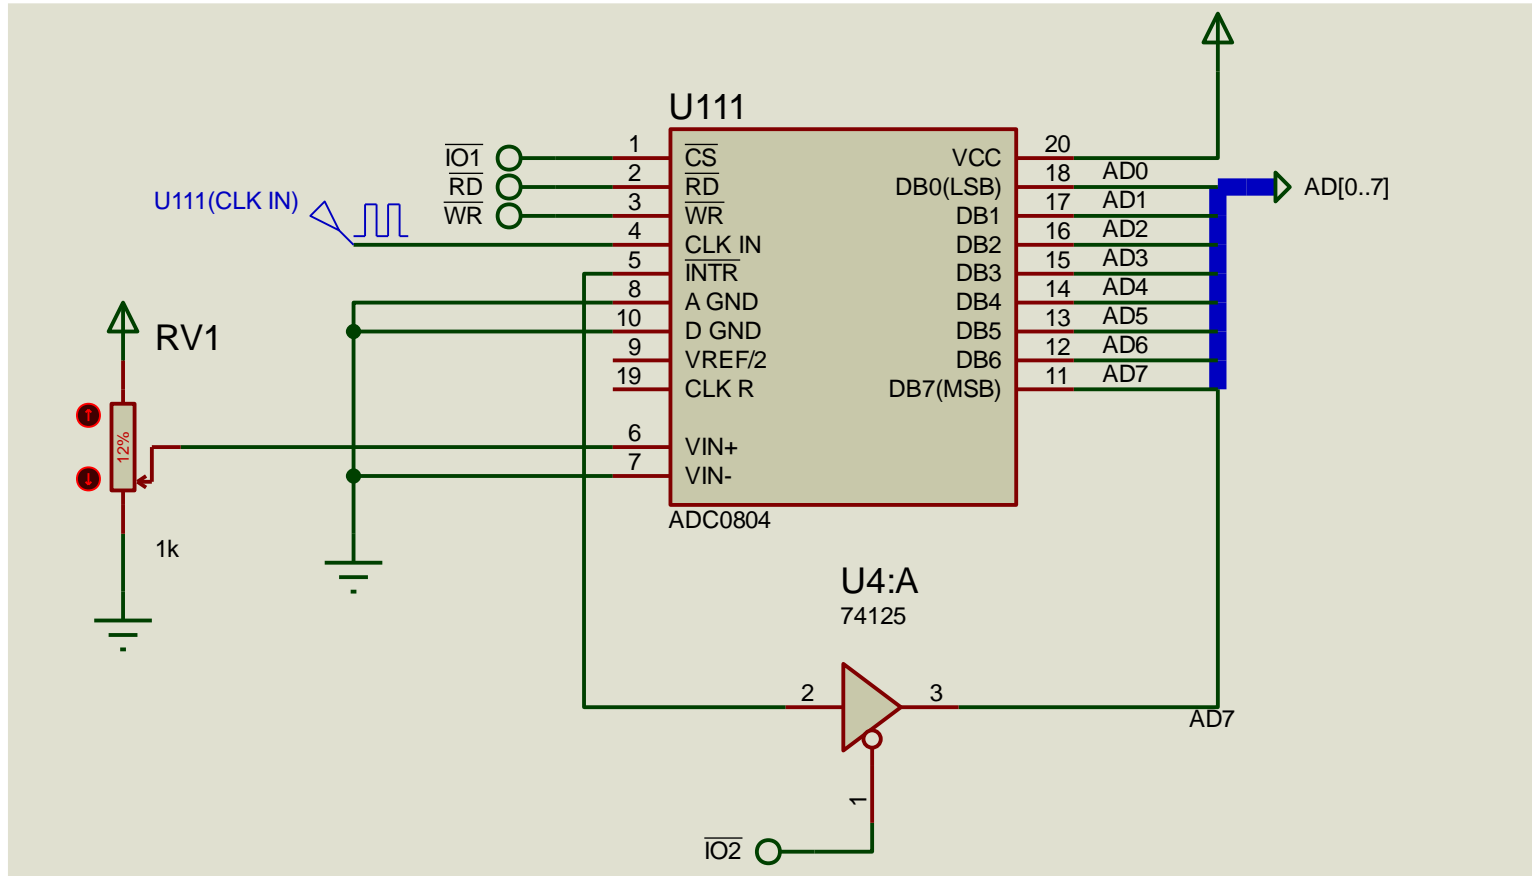 U111
IO1
RD
WR
U111(CLK IN)
1
2
3
4
5
8
10
9
19
6
7
CS
RD
WR
CLK IN
INTR
A GND
D GND
VREF/2
CLK R
VIN+
VIN-
VCC
DB0(LSB)
DB1
DB2
DB3
DB4
DB5
DB6
DB7(MSB)
20
18
17
16
15
14
13
12
11
AD0
AD1
AD2
AD3
AD4
AD5
AD6
AD7
AD[0..7]
ADC0804
RV1
12%
1k
U4:A
74125
2
3
1
AD7
IO2